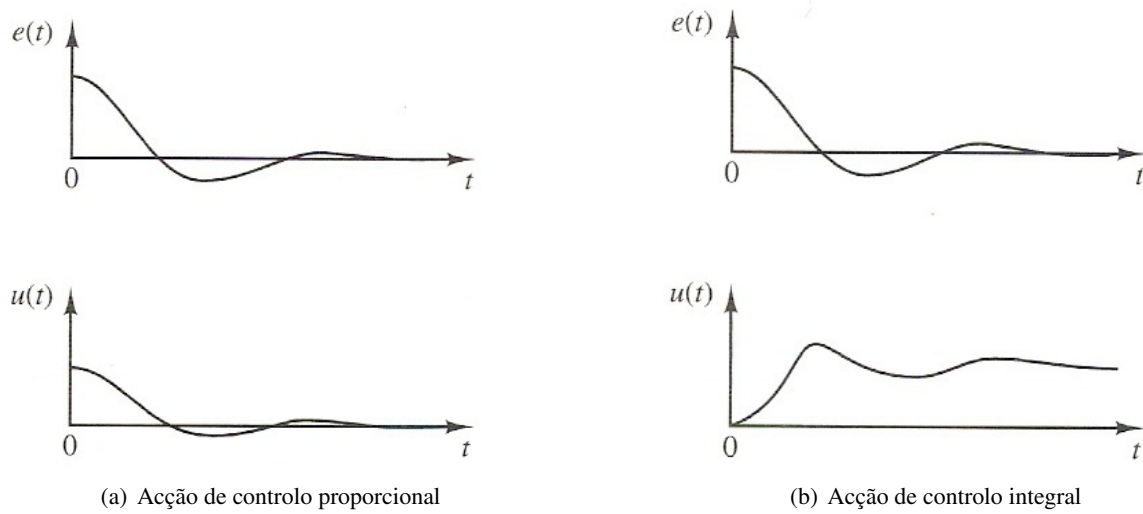 e(t)
0
t
u(t)
0
t
(a) Acção de controlo proporcional
e(t)
0
t
u(t)
0
t
(b) Acção de controlo integral